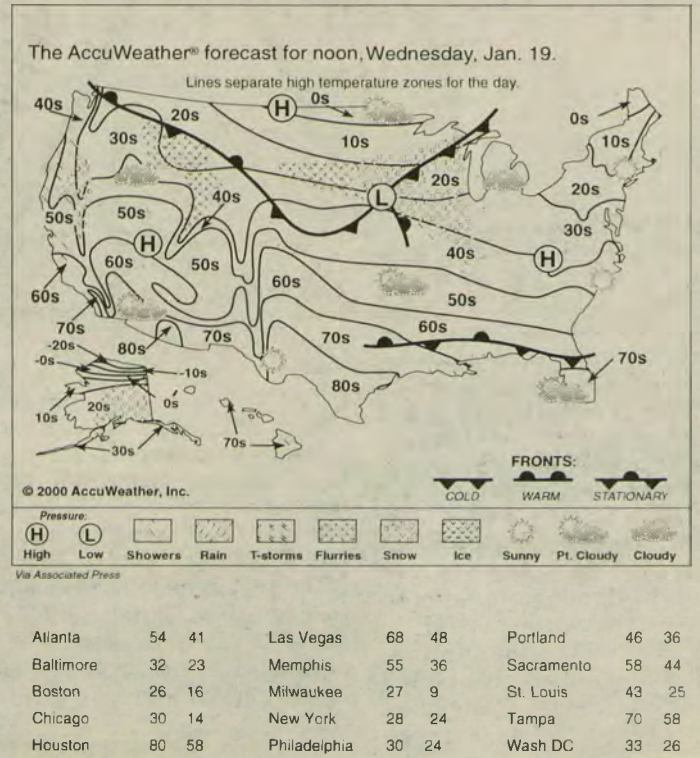 The AccuWeather® forecast for noon, Wednesday, Jan. 19.
Lines separate high temperature zones for the day.
40s
20s
H
0s
0s
30s
10s
10s
20s
20s
40s
L
50s
50s
30s
H
40s
H
60s
50s
60s
60s
50s
70s
60s
80s
70s
70s
70s
-20s
-0s
-10s
80s
10s
20s
0s
30s
70s
FRONTS:
© 2000 AccuWeather, Inc.
COLD WARM STATIONARY
Pressure:
H L
High Low Showers Rain T-storms Flurries Snow Ice Sunny Pt. Cloudy Cloudy
Via Associated Press
Atlanta 54 41 Las Vegas 68 48 Portland 46 36
Baltimore 32 23 Memphis 55 36 Sacramento 58 44
Boston 26 16 Milwaukee 27 9 St. Louis 43 25
Chicago 30 14 New York 28 24 Tampa 70 58
Houston 80 58 Philadelphia 30 24 Wash DC 33 26